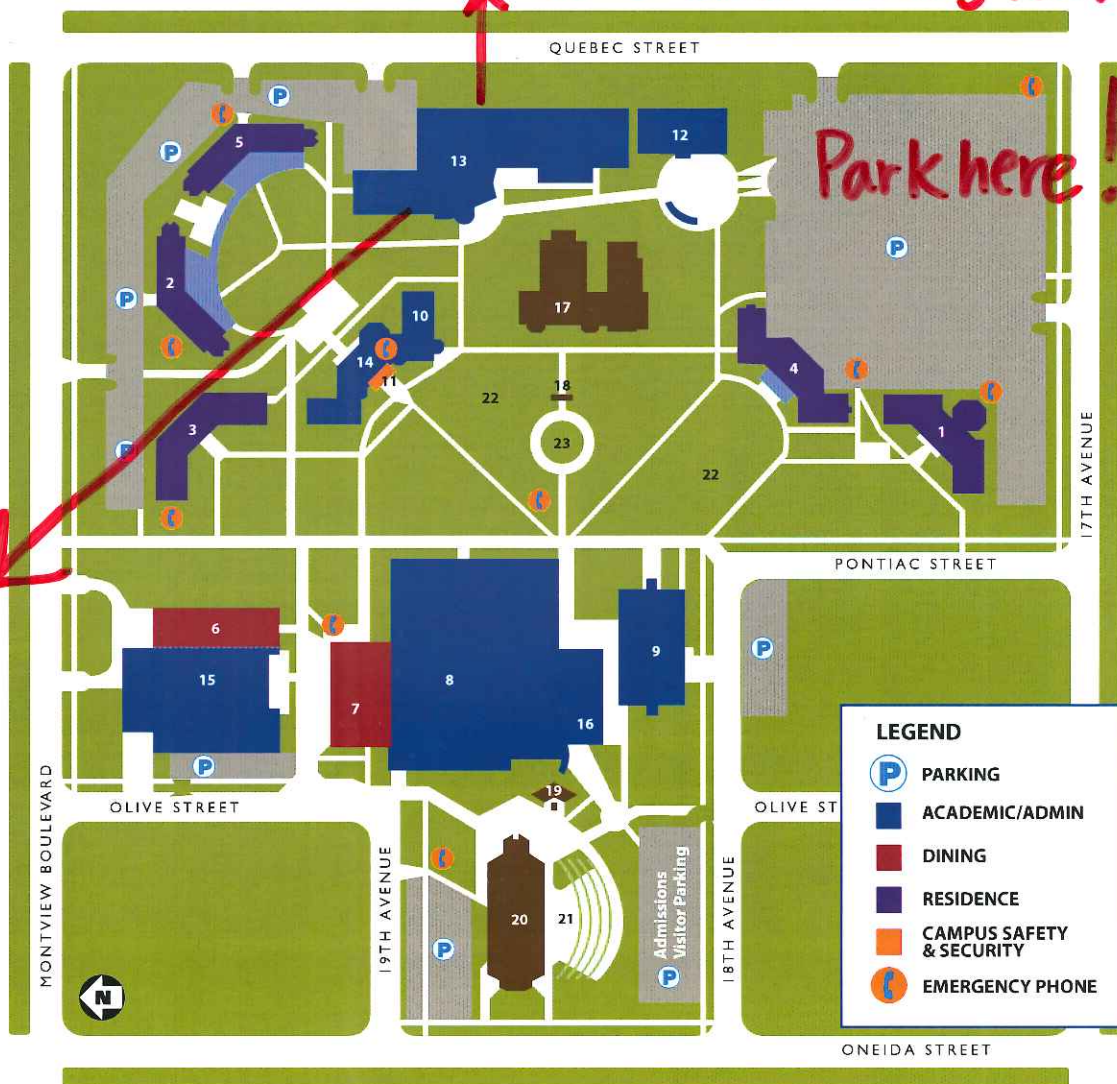 QUEBEC STREET
P
5
P
13
12
Park here!
P
2
P
17
10
14
11
18
4
22
3
P
23
1
22
17TH AVENUE
PONTIAC STREET
6
P
9
15
8
7
16
P
LEGEND
P PARKING
ACADEMIC/ADMIN
DINING
RESIDENCE
CAMPUS SAFETY
& SECURITY
EMERGENCY PHONE
MONTVIEW BOULEVARD
OLIVE STREET
19
OLIVE ST
19TH AVENUE
20
21
P
Admissions
Visitor Parking
P
18TH AVENUE
N
ONEIDA STREET